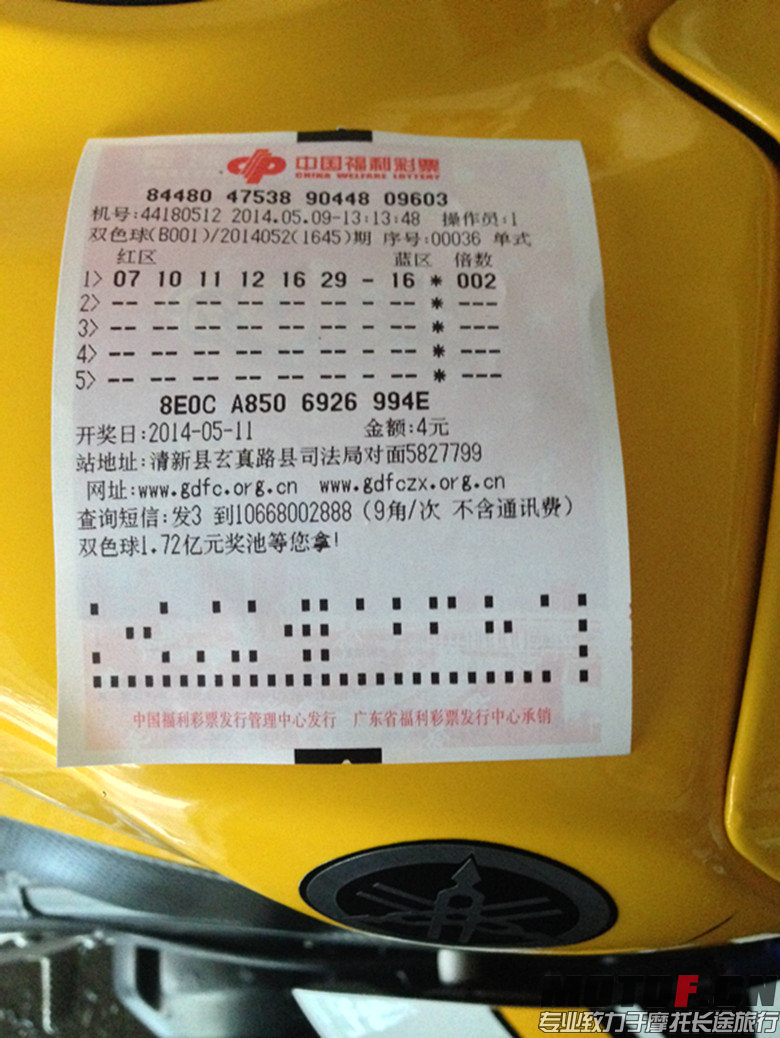 中国福利彩票
CHINA WELFARE LOTTERY
84480 47538 90448 09603
机号:44180512 2014.05.09-13:13:48 操作员:1
双色球(B001)/2014052(1645)期 序号:00036 单式
红区 蓝区 倍数
1> 07 10 11 12 16 29 - 16 * 002
2> -- -- -- -- -- -- - -- * ---
3> -- -- -- -- -- -- - -- * ---
4> -- -- -- -- -- -- - -- * ---
5> -- -- -- -- -- -- - -- * ---
8E0C A850 6926 994E
开奖日:2014-05-11 金额:4元
站地址:清新县玄真路县司法局对面5827799
网址:www.gdfc.org.cn www.gdfczx.org.cn
查询短信:发3 到10668002888 (9角/次 不含通讯费)
双色球1.72亿元奖池等您拿!
中国福利彩票发行管理中心发行 广东省福利彩票发行中心承销
MOTOF.CN
专业致力于摩托长途旅行